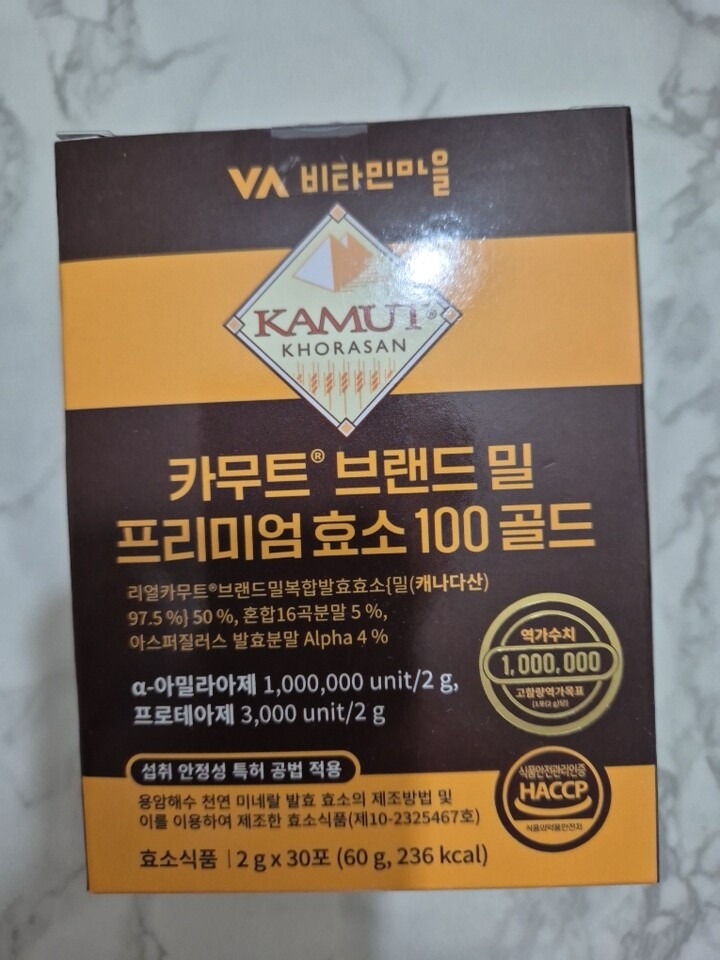 VA 비타민마을
KAMUT®
KHORASAN
카무트® 브랜드 밀
프리미엄 효소 100 골드
리얼카무트®브랜드밀복합발효효소{밀(캐나다산)
97.5 %} 50 %, 혼합16곡분말 5 %,
아스퍼질러스 발효분말 Alpha 4 %
α-아밀라아제 1,000,000 unit/2 g,
프로테아제 3,000 unit/2 g
역가수치
1,000,000
고함량역가목표
(1포(2 g)당)
섭취 안정성 특허 공법 적용
용암해수 천연 미네랄 발효 효소의 제조방법 및
이를 이용하여 제조한 효소식품(제10-2325467호)
식품안전관리인증
HACCP
식품의약품안전처
효소식품 | 2 g x 30포 (60 g, 236 kcal)